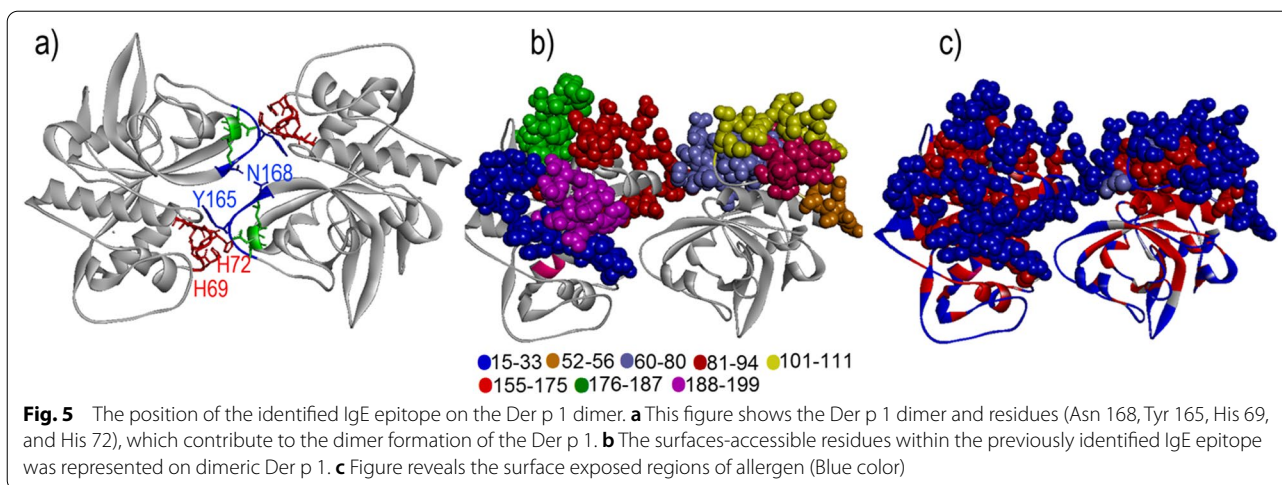 a)
b)
c)
N168
Y165
H72
H69
15-33 52-56 60-80 81-94 101-111
155-175 176-187 188-199
Fig. 5 The position of the identified IgE epitope on the Der p 1 dimer. a This figure shows the Der p 1 dimer and residues (Asn 168, Tyr 165, His 69,
and His 72), which contribute to the dimer formation of the Der p 1. b The surfaces-accessible residues within the previously identified IgE epitope
was represented on dimeric Der p 1. c Figure reveals the surface exposed regions of allergen (Blue color)